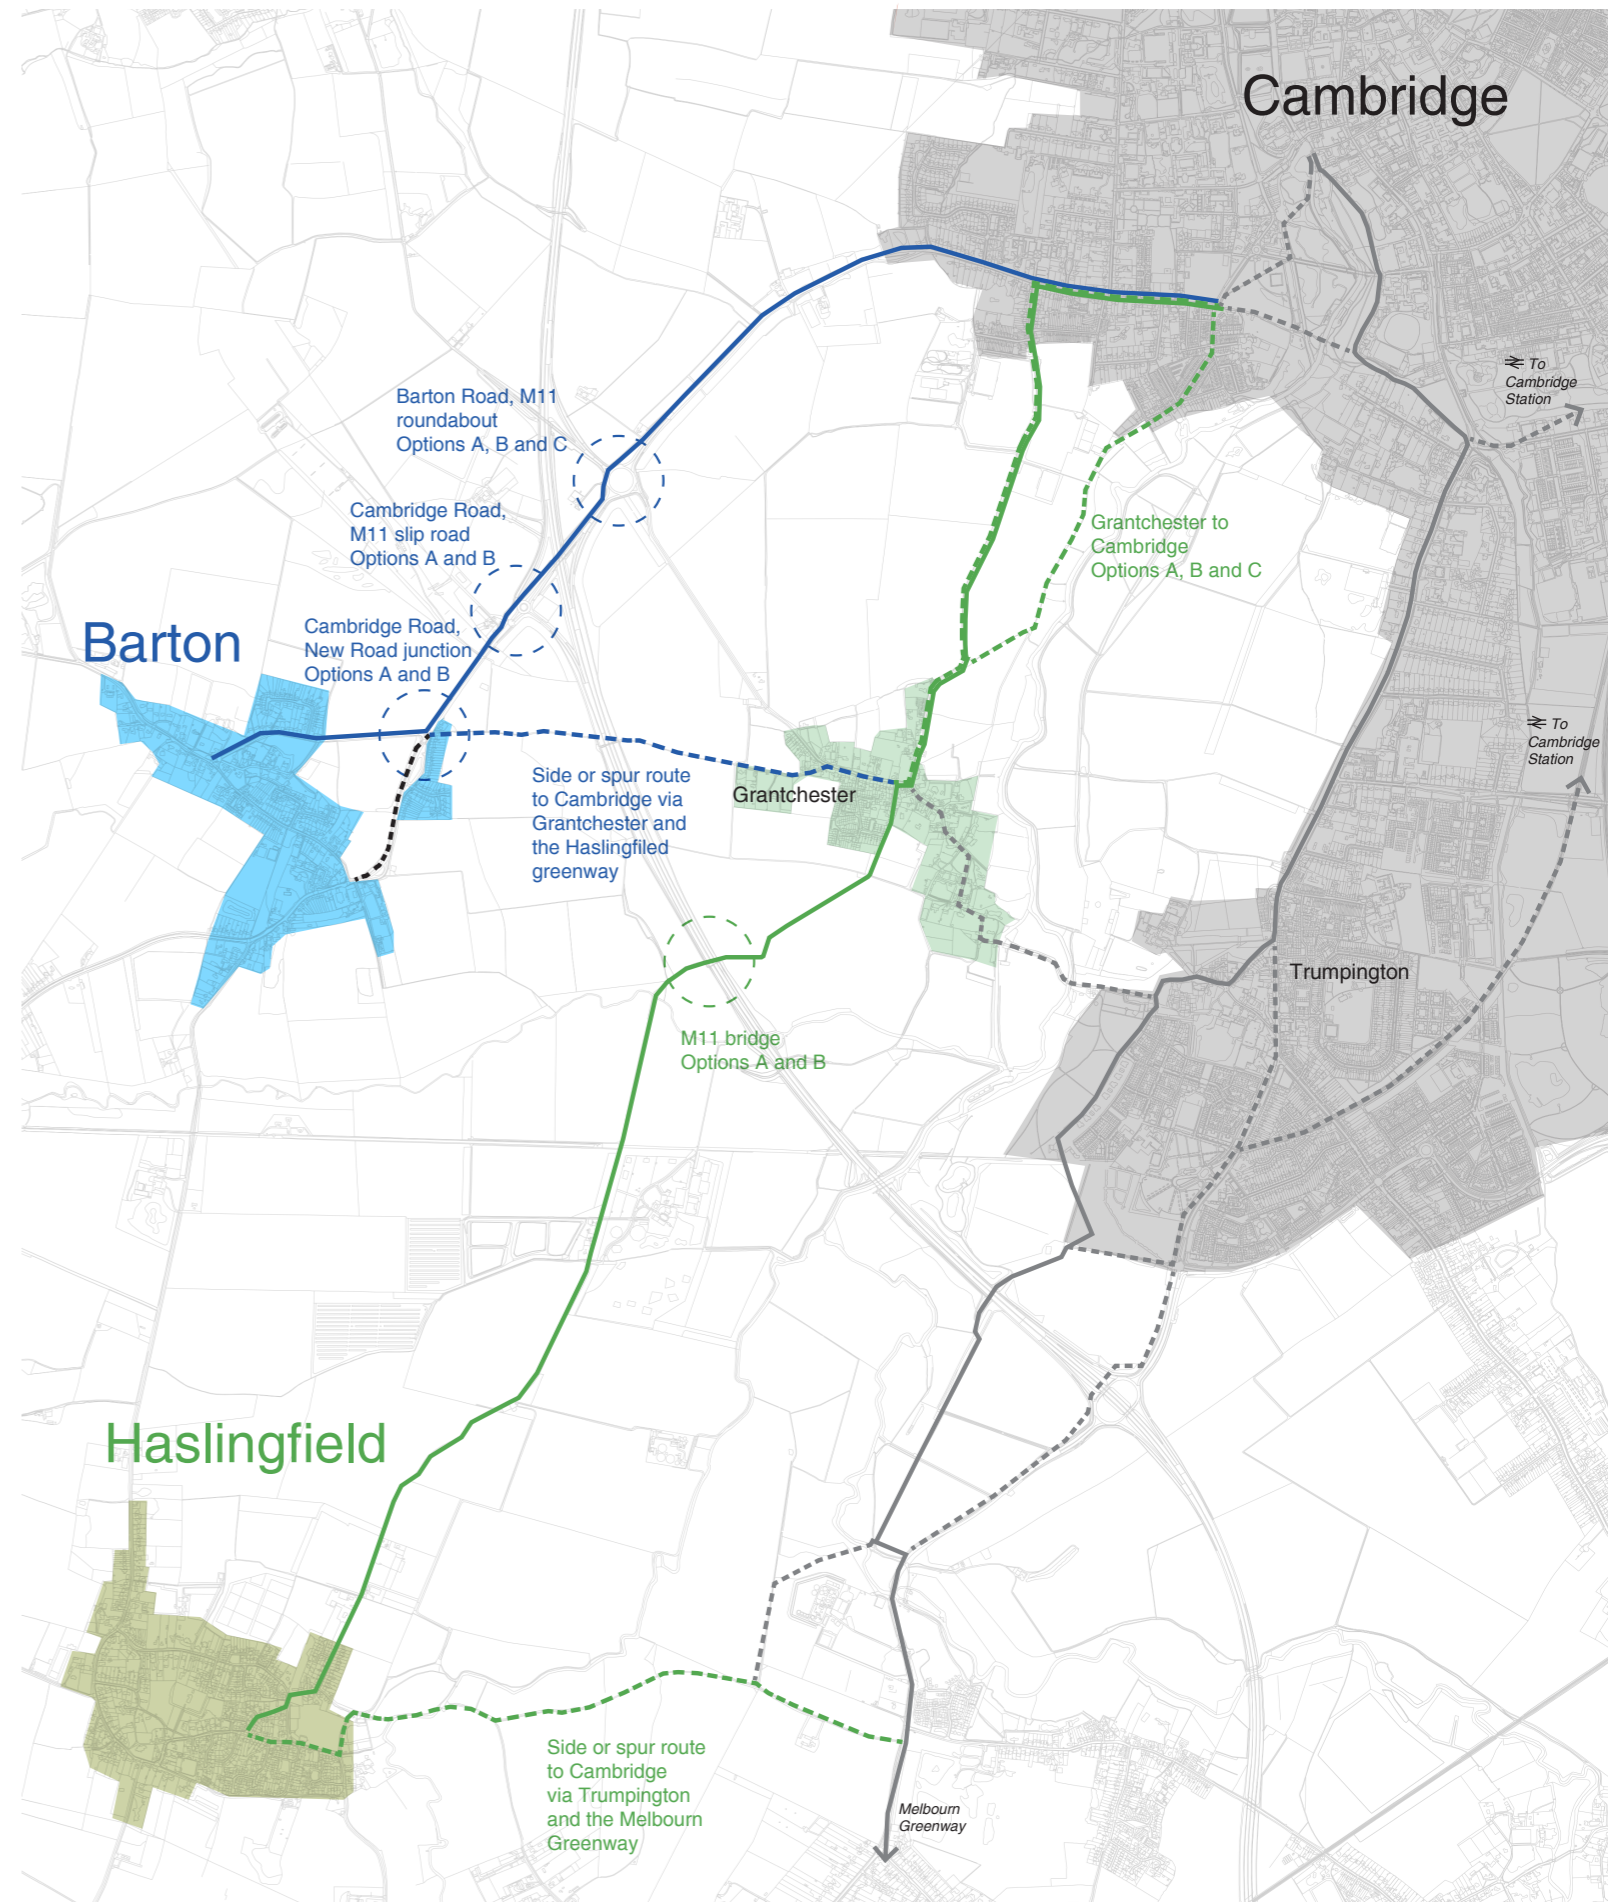 Cambridge
To
Cambridge
Station
Barton Road, M11
roundabout
Options A, B and C
Cambridge Road,
M11 slip road
Options A and B
Grantchester to
Cambridge
Options A, B and C
Barton
Cambridge Road,
New Road junction
Options A and B
To
Cambridge
Station
Side or spur route
to Cambridge via
Grantchester and
the Haslingfiled
greenway
Grantchester
Trumpington
M11 bridge
Options A and B
Haslingfield
Side or spur route
to Cambridge
via Trumpington
and the Melbourn
Greenway
Melbourn
Greenway